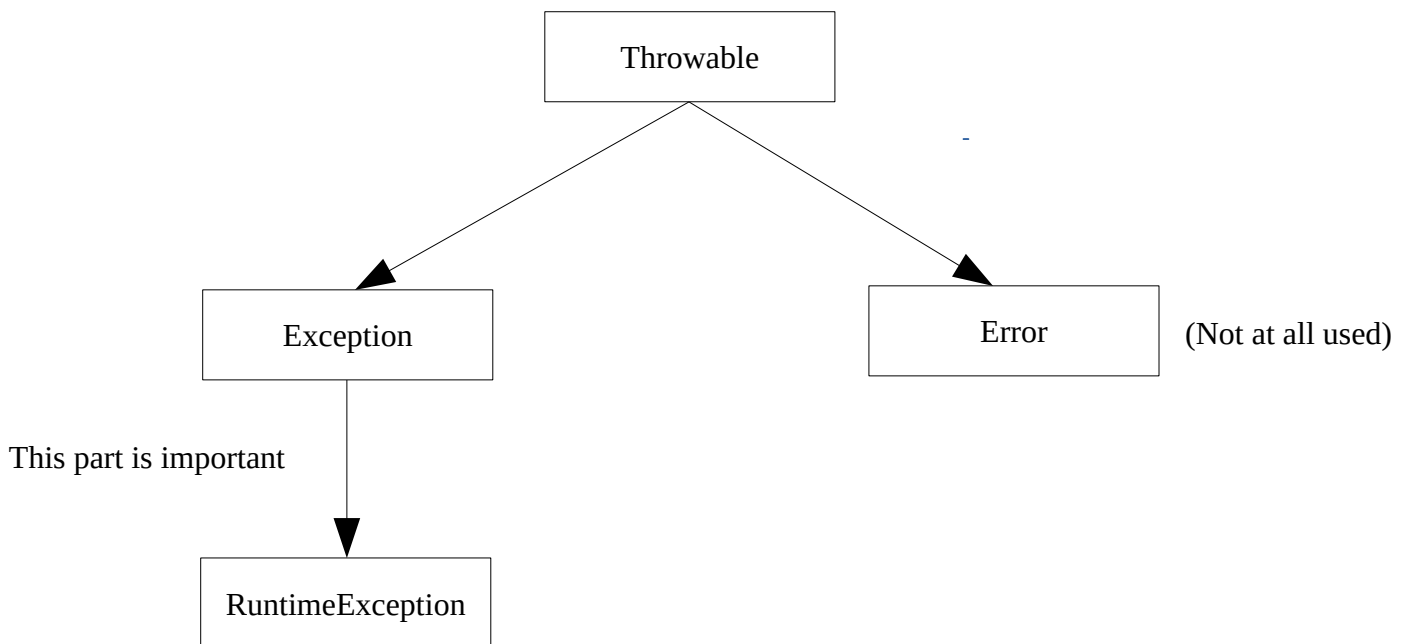 Throwable
Exception
Error
(Not at all used)
This part is important
RuntimeException